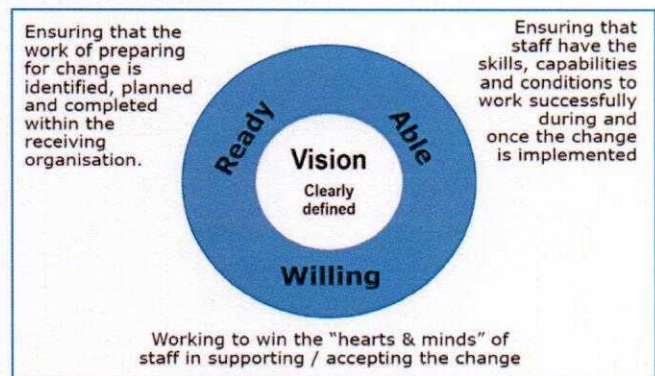 Ensuring that the
work of preparing
for change is
identified, planned
and completed
within the
receiving
organisation.
Ensuring that
staff have the
skills, capabilities
and conditions to
work successfully
during and
once the change
is implemented
Ready
Able
Vision
Clearly
defined
Willing
Working to win the "hearts & minds" of
staff in supporting / accepting the change